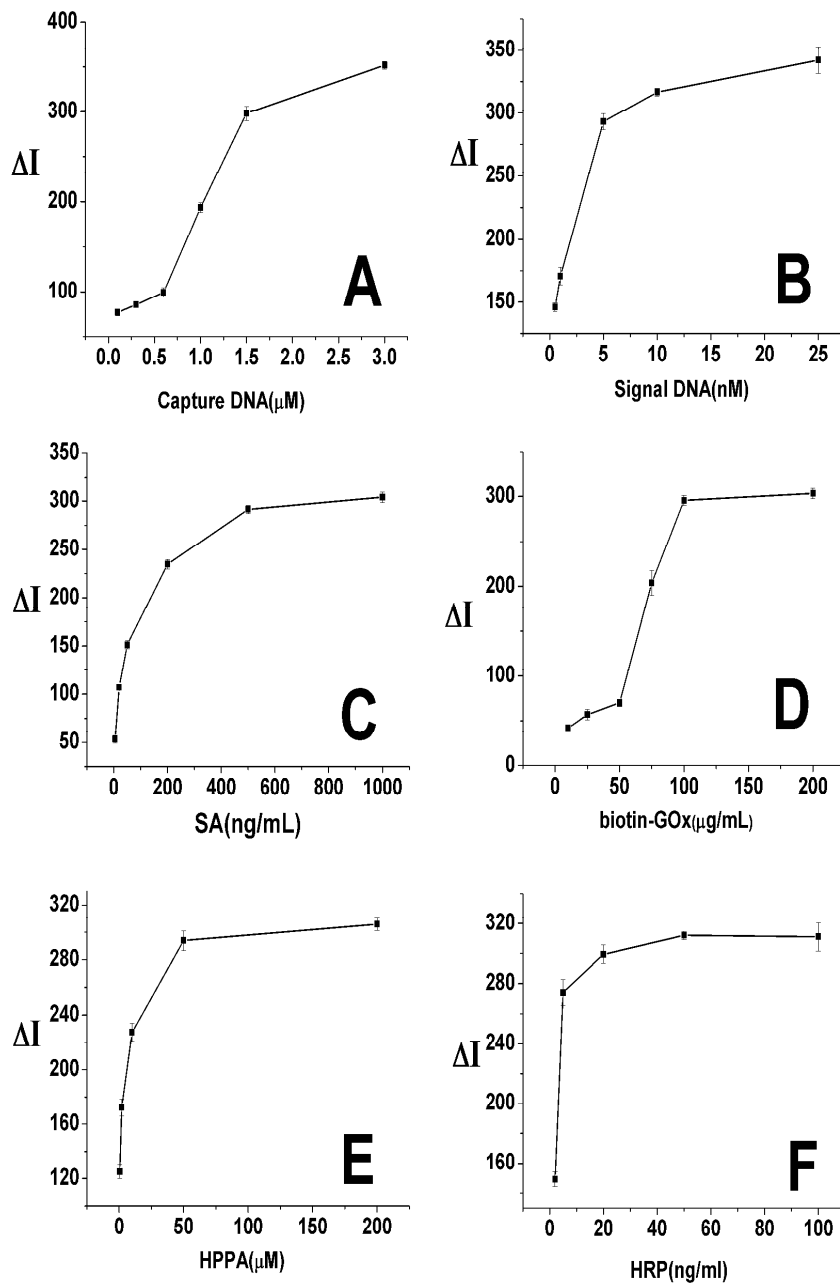 400
300
200
100
ΔI
A
0.0 0.5 1.0 1.5 2.0 2.5 3.0
Capture DNA(μM)
350
300
250
200
150
ΔI
B
0 5 10 15 20 25
Signal DNA(nM)
350
300
250
200
150
100
50
ΔI
C
0 200 400 600 800 1000
SA(ng/mL)
300
200
100
0
ΔI
D
0 50 100 150 200
biotin-GOx(μg/mL)
320
280
240
200
160
120
ΔI
E
0 50 100 150 200
HPPA(μM)
320
280
240
200
160
ΔI
F
0 20 40 60 80 100
HRP(ng/ml)